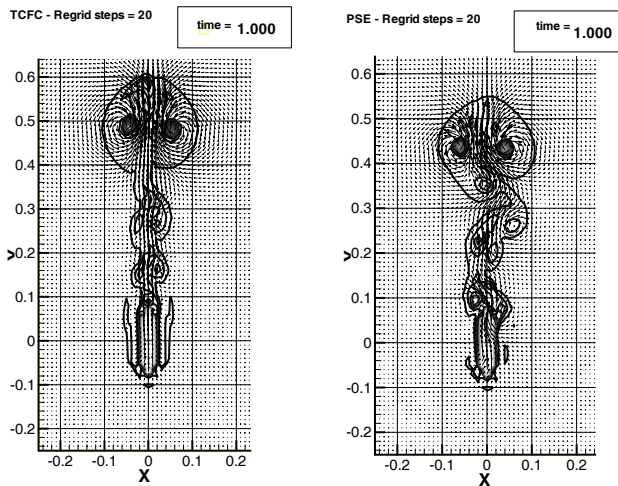 TCFC - Regrid steps = 20
time = 1.000
0.6
0.5
0.4
0.3
0.2
Y
0.1
0
-0.1
-0.2
-0.2 -0.1 0 0.1 0.2
X
PSE - Regrid steps = 20
time = 1.000
0.6
0.5
0.4
0.3
0.2
Y
0.1
0
-0.1
-0.2
-0.2 -0.1 0 0.1 0.2
X